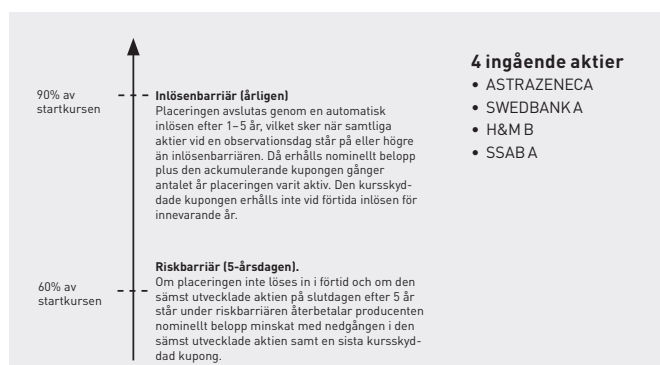 90% av
startkursen
Inlösenbarriär (årligen)
Placeringen avslutas genom en automatisk
inlösen efter 1–5 år, vilket sker när samtliga
aktier vid en observationsdag står på eller högre
än inlösenbarriären. Då erhålls nominellt belopp
plus den ackumulerande kupongen gånger
antalet år placeringen varit aktiv. Den kursskyd-
dade kupongen erhålls inte vid förtida inlösen för
innevarande år.
60% av
startkursen
Riskbarriär (5-årsdagen).
Om placeringen inte löses in i förtid och om den
sämst utvecklade aktien på slutdagen efter 5 år
står under riskbarriären återbetalar producenten
nominellt belopp minskat med nedgången i den
sämst utvecklade aktien samt en sista kursskyd-
dad kupong.
4 ingående aktier
• ASTRAZENECA
• SWEDBANK A
• H&M B
• SSAB A